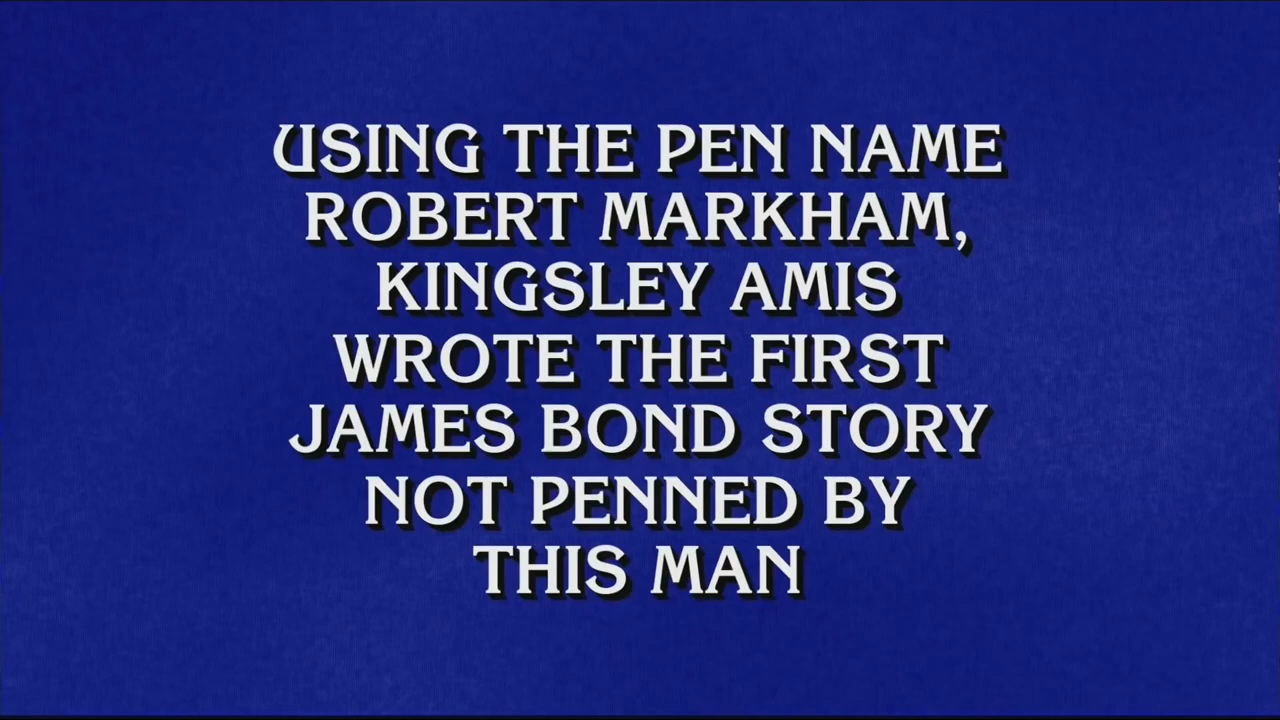 USING THE PEN NAME
ROBERT MARKHAM,
KINGSLEY AMIS
WROTE THE FIRST
JAMES BOND STORY
NOT PENNED BY
THIS MAN